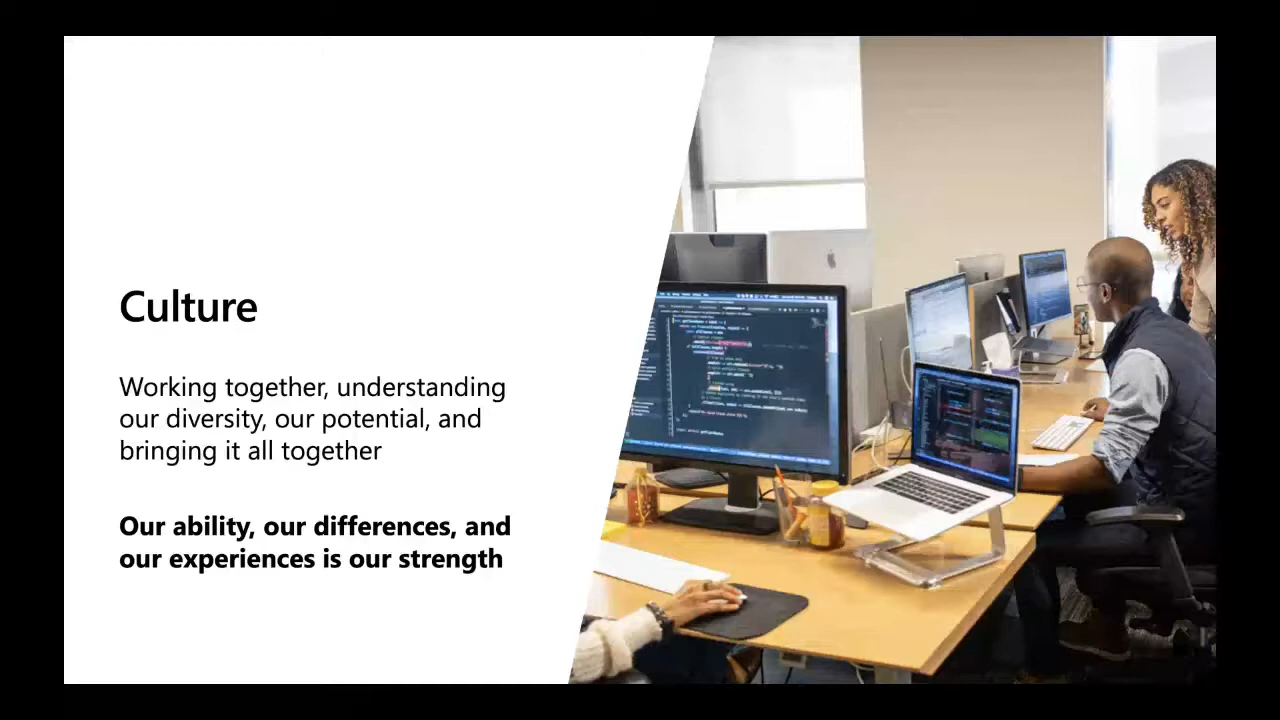 Culture
Working together, understanding
our diversity, our potential, and
bringing it all together
Our ability, our differences, and
our experiences is our strength